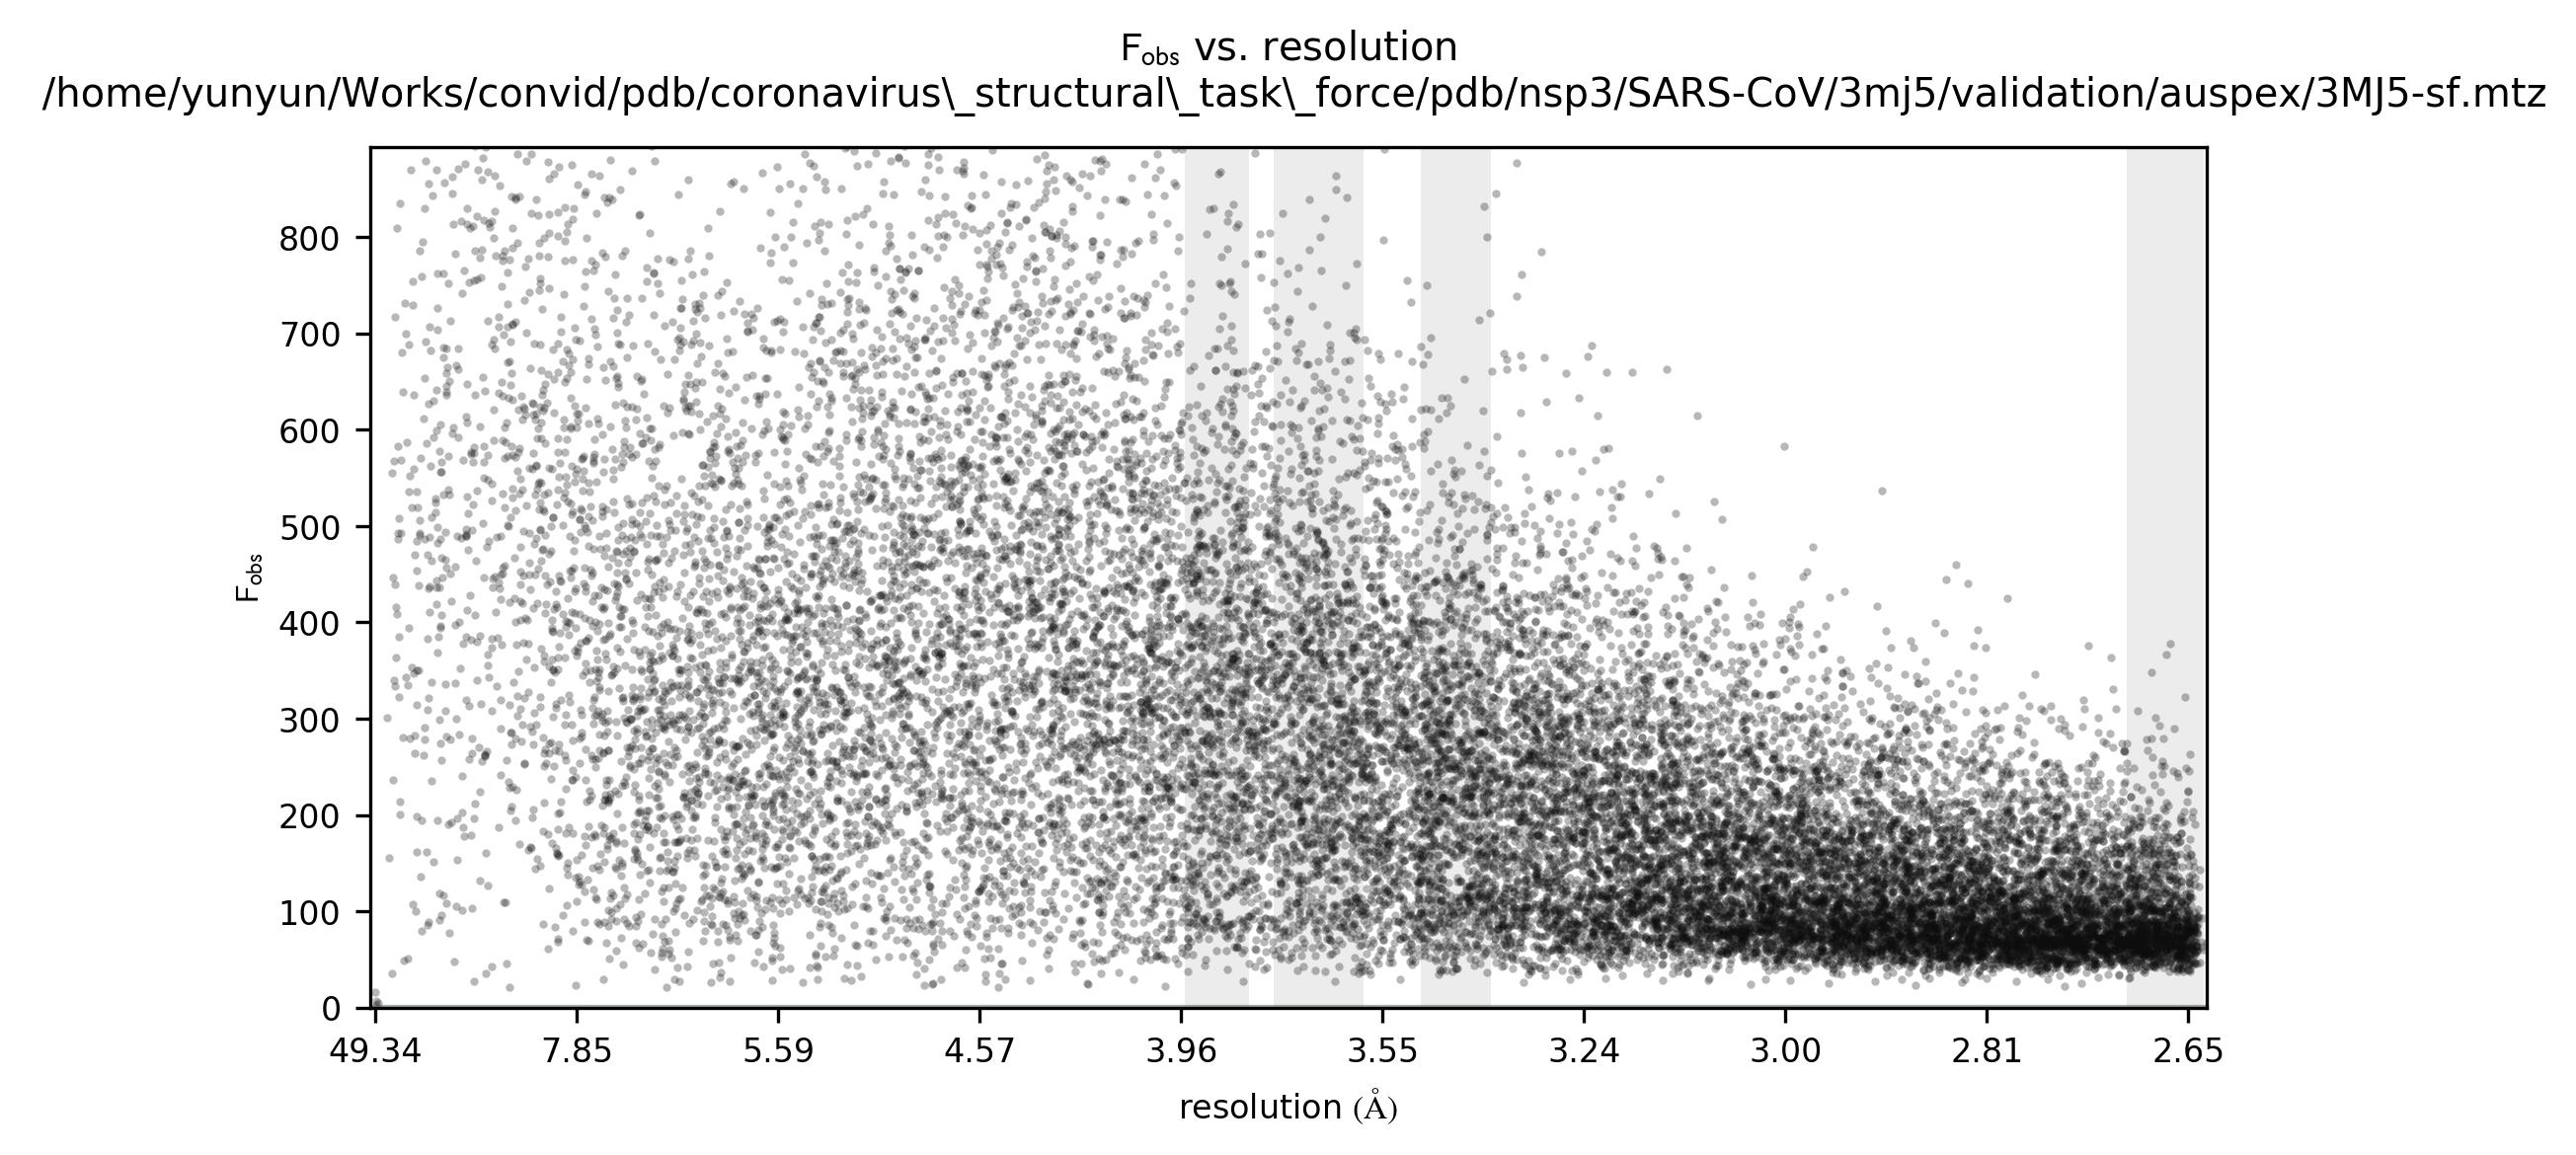 Fobs vs. resolution
/home/yunyun/Works/convid/pdb/coronavirus\_structural\_task\_force/pdb/nsp3/SARS-CoV/3mj5/validation/auspex/3MJ5-sf.mtz
800
700
600
500
400
300
200
100
0
Fobs
49.34 7.85 5.59 4.57 3.96 3.55 3.24 3.00 2.81 2.65
resolution (Å)